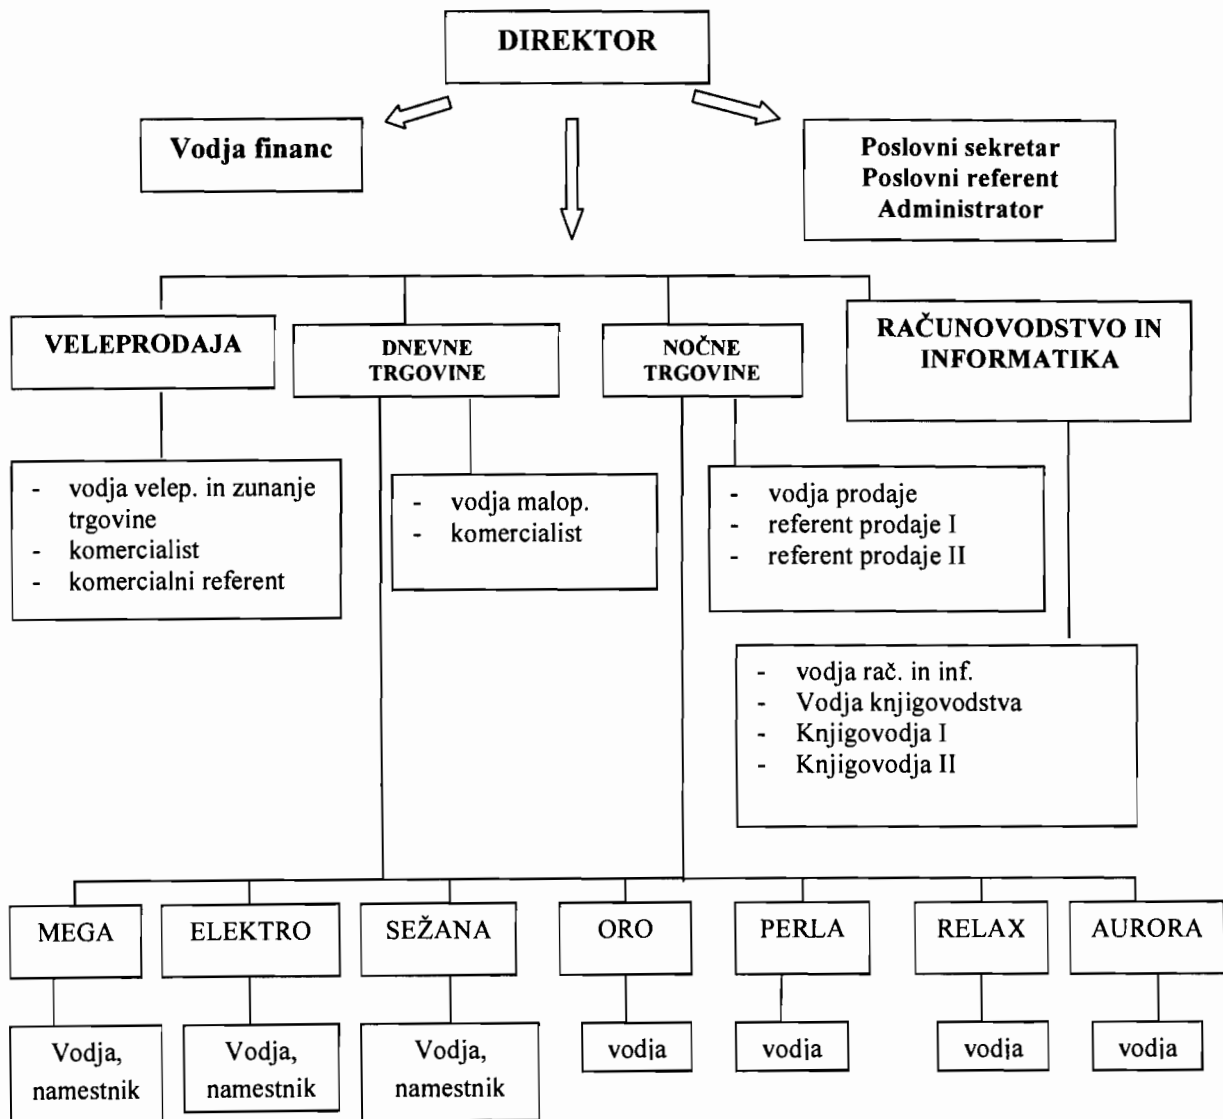 DIREKTOR
Vodja financ
Poslovni sekretar
Poslovni referent
Administrator
VELEPRODAJA
DNEVNE
TRGOVINE
NOČNE
TRGOVINE
RAČUNOVODSTVO IN
INFORMATIKA
- vodja velep. in zunanje
trgovine
- komercialist
- komercialni referent
- vodja malop.
- komercialist
- vodja prodaje
- referent prodaje I
- referent prodaje II
- vodja rač. in inf.
- Vodja knjigovodstva
- Knjigovodja I
- Knjigovodja II
MEGA
ELEKTRO
SEŽANA
ORO
PERLA
RELAX
AURORA
Vodja,
namestnik
Vodja,
namestnik
Vodja,
namestnik
vodja
vodja
vodja
vodja